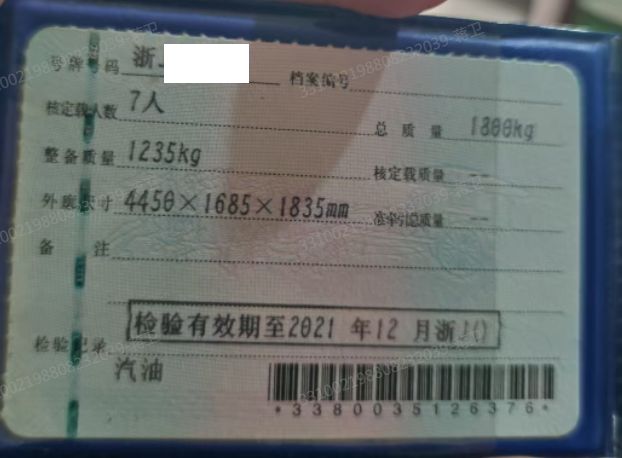 号牌号码 浙 档案编号
核定载人数 7人 总质量 1800kg
整备质量 1235kg 核定载质量 --
外廓尺寸 4450×1685×1835mm 准牵引总质量 --
备注
检验有效期至2021年12月浙J()
检验记录
汽油
*3380035126376*